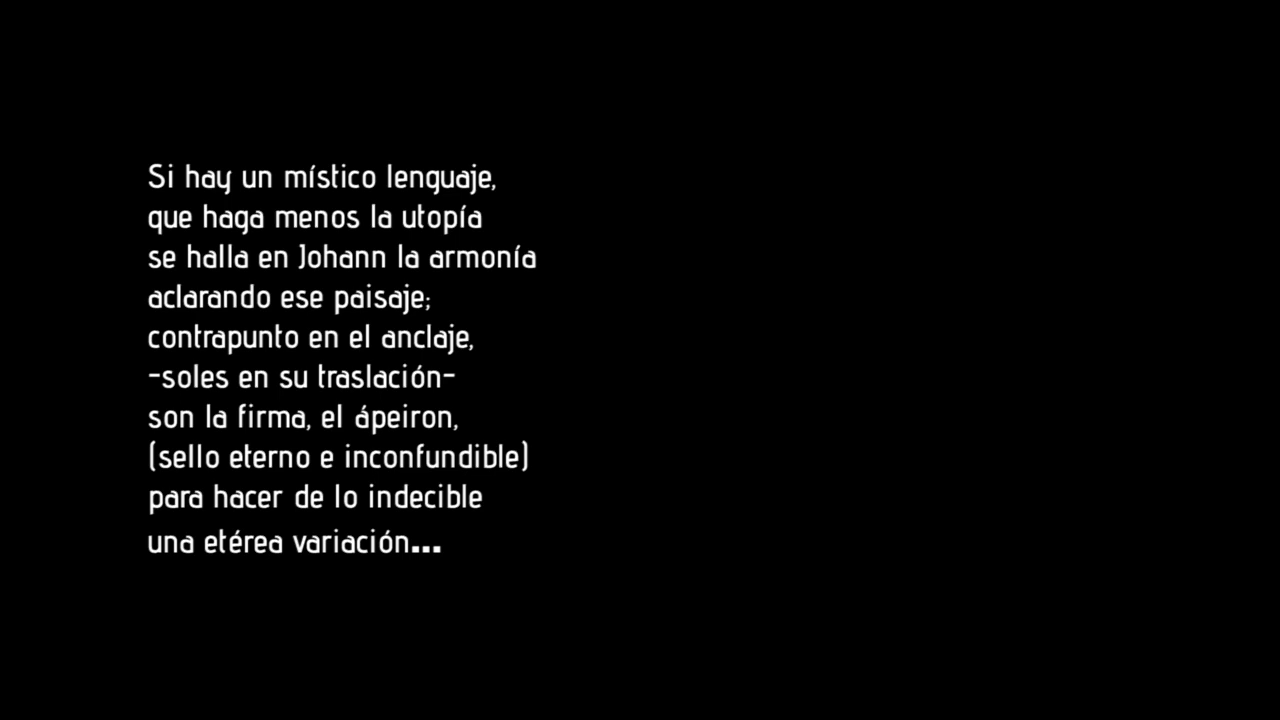 Si hay un místico lenguaje,
que haga menos la utopía
se halla en Johann la armonía
aclarando ese paisaje;
contrapunto en el anclaje,
-soles en su traslación-
son la firma, el ápeiron,
(sello eterno e inconfundible)
para hacer de lo indecible
una etérea variación...